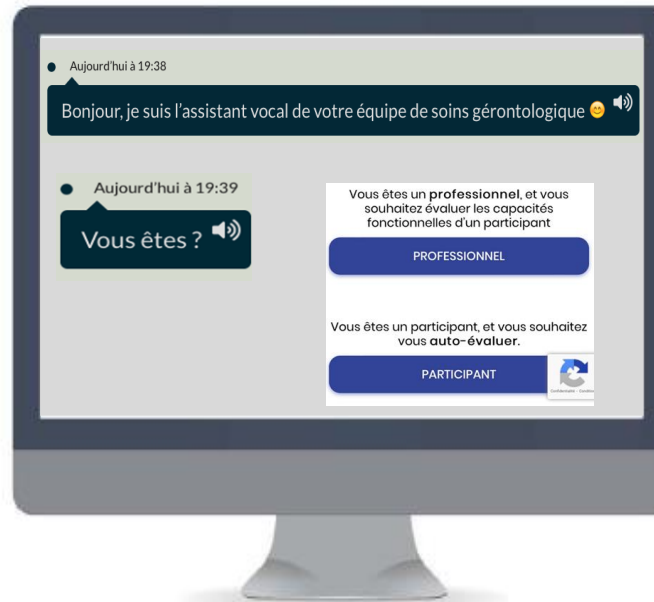 Aujourd'hui à 19:38
Bonjour, je suis l'assistant vocal de votre équipe de soins gérontologique 😊
Aujourd'hui à 19:39
Vous êtes ?
Vous êtes un professionnel, et vous
souhaitez évaluer les capacités
fonctionnelles d'un participant
PROFESSIONNEL
Vous êtes un participant, et vous souhaitez
vous auto-évaluer.
PARTICIPANT